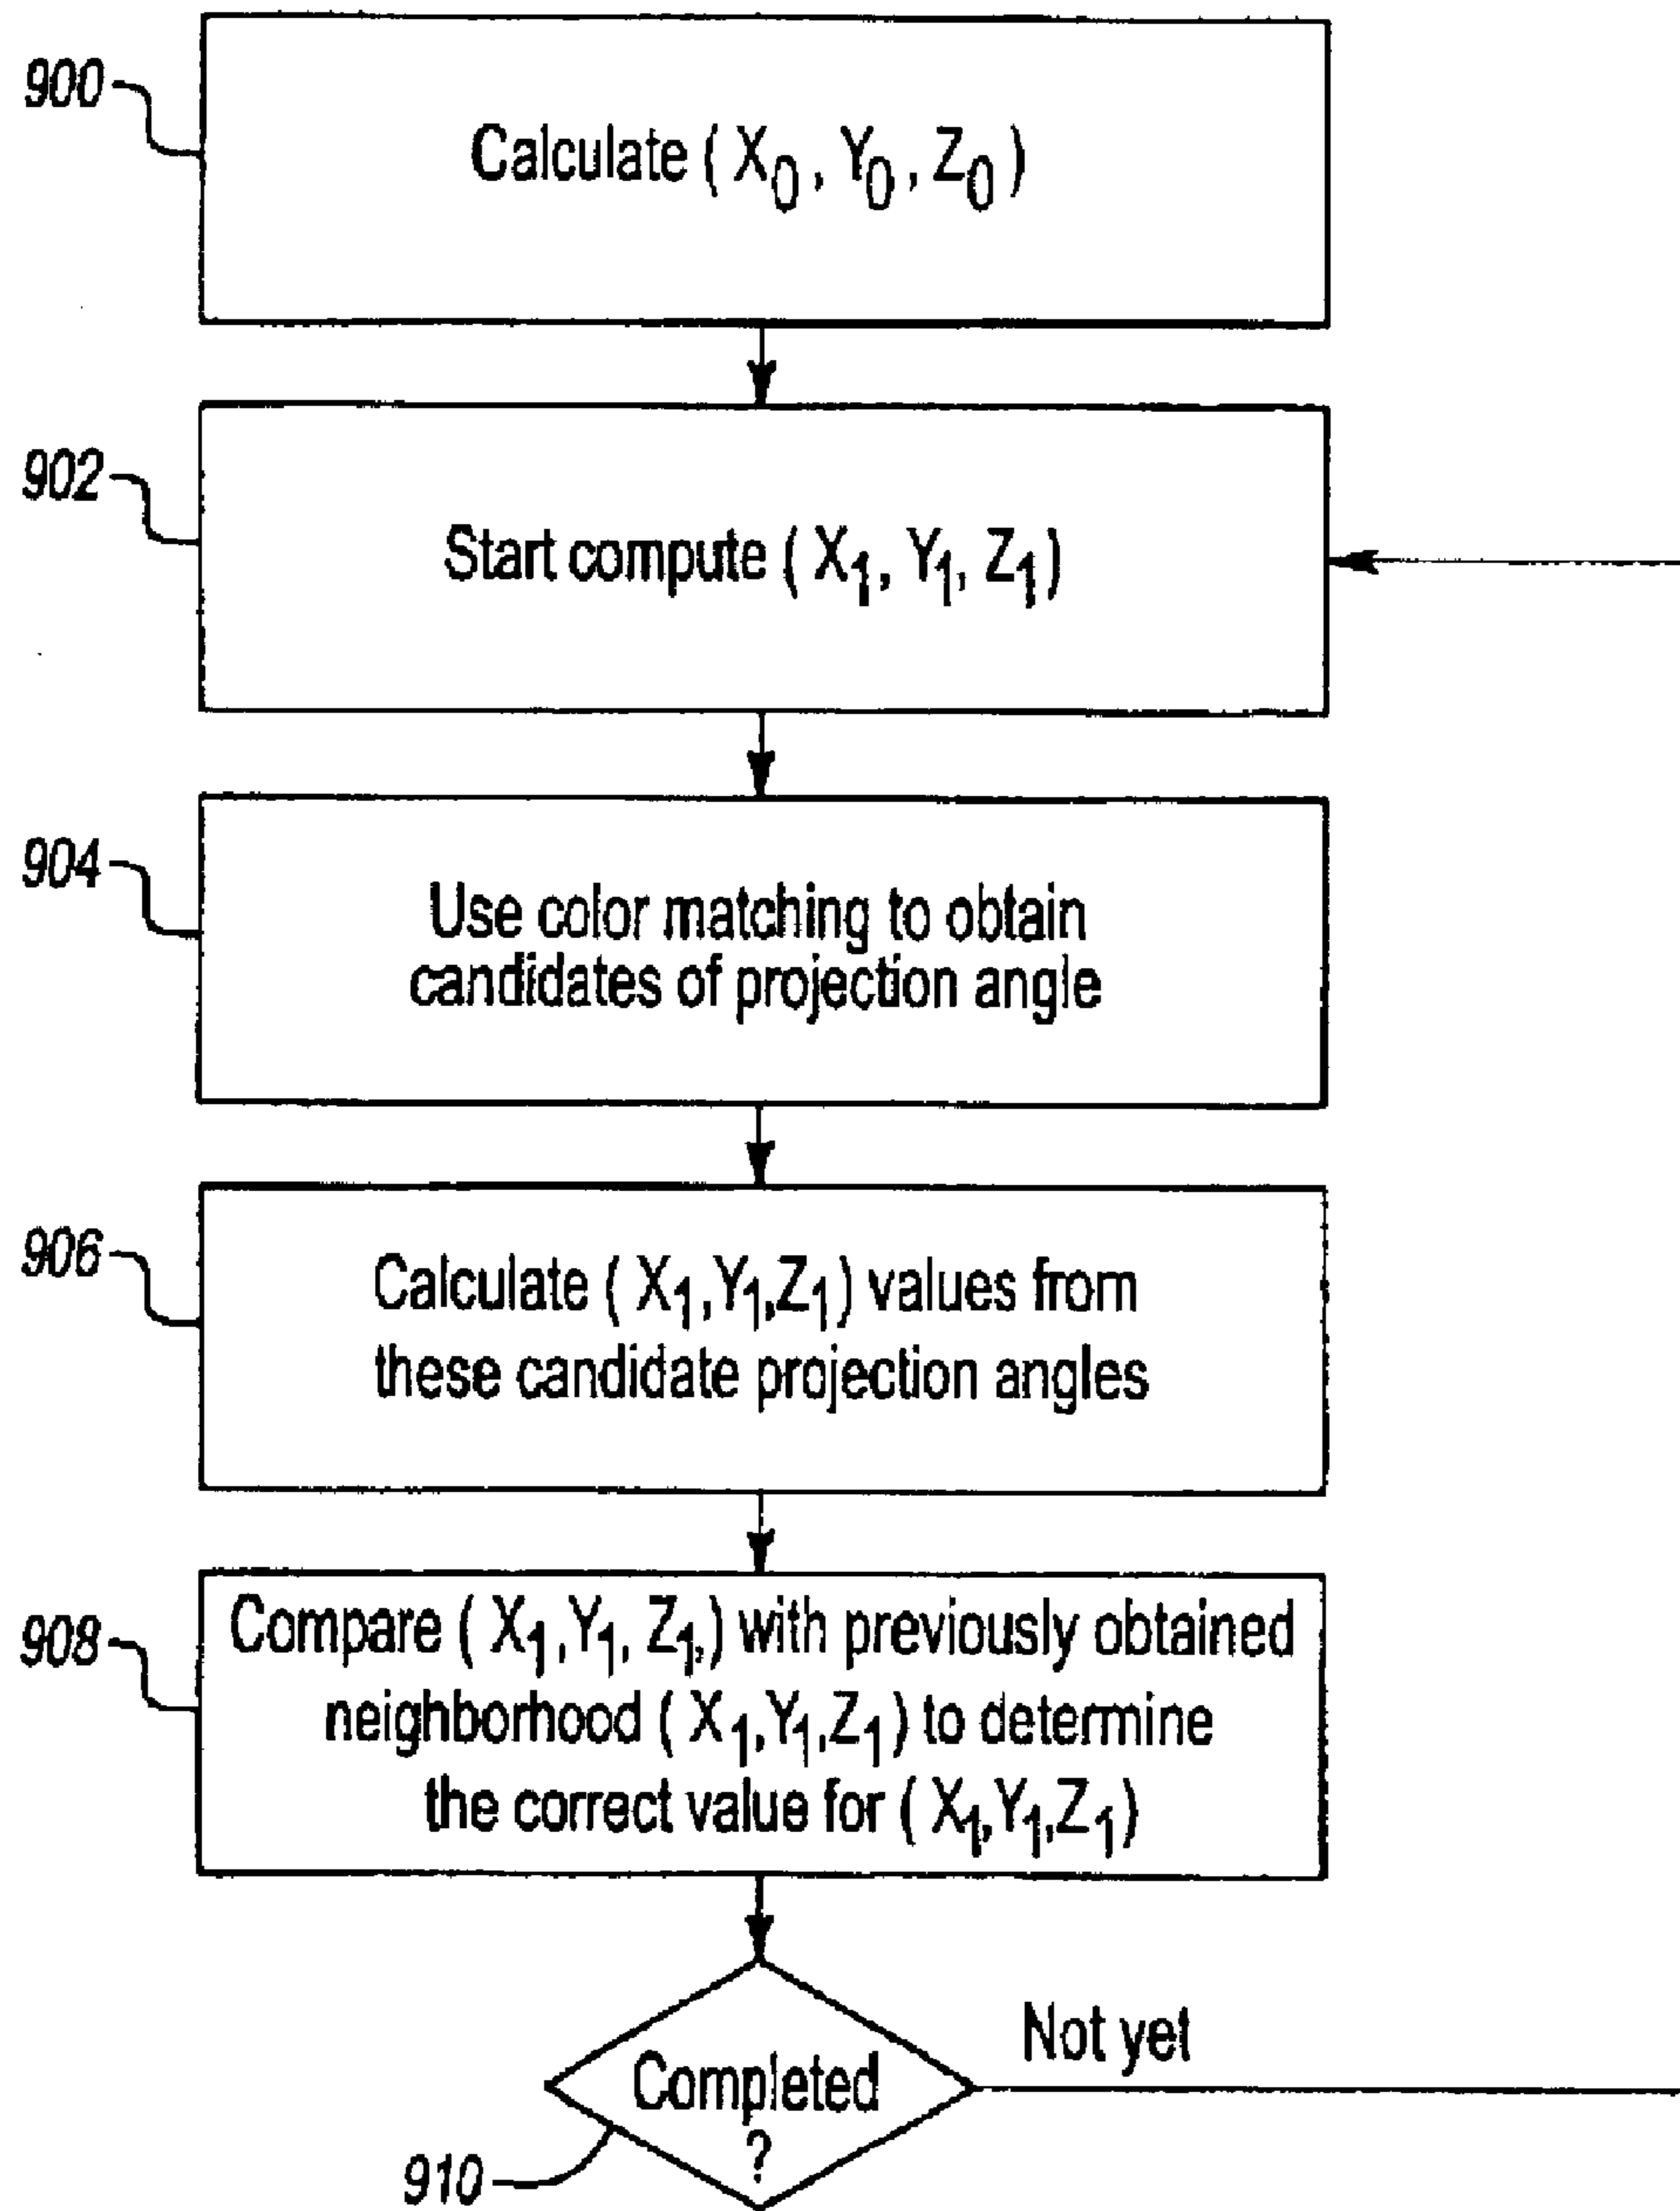 900
Calculate ( X0 , Y0 , Z0 )
902
Start compute ( X1, Y1, Z1 )
904
Use color matching to obtain
candidates of projection angle
906
Calculate ( X1,Y1,Z1 ) values from
these candidate projection angles
908
Compare ( X1,Y1, Z1,) with previously obtained
neighborhood ( X1,Y1,Z1 ) to determine
the correct value for ( X1,Y1,Z1 )
Not yet
Completed
?
910